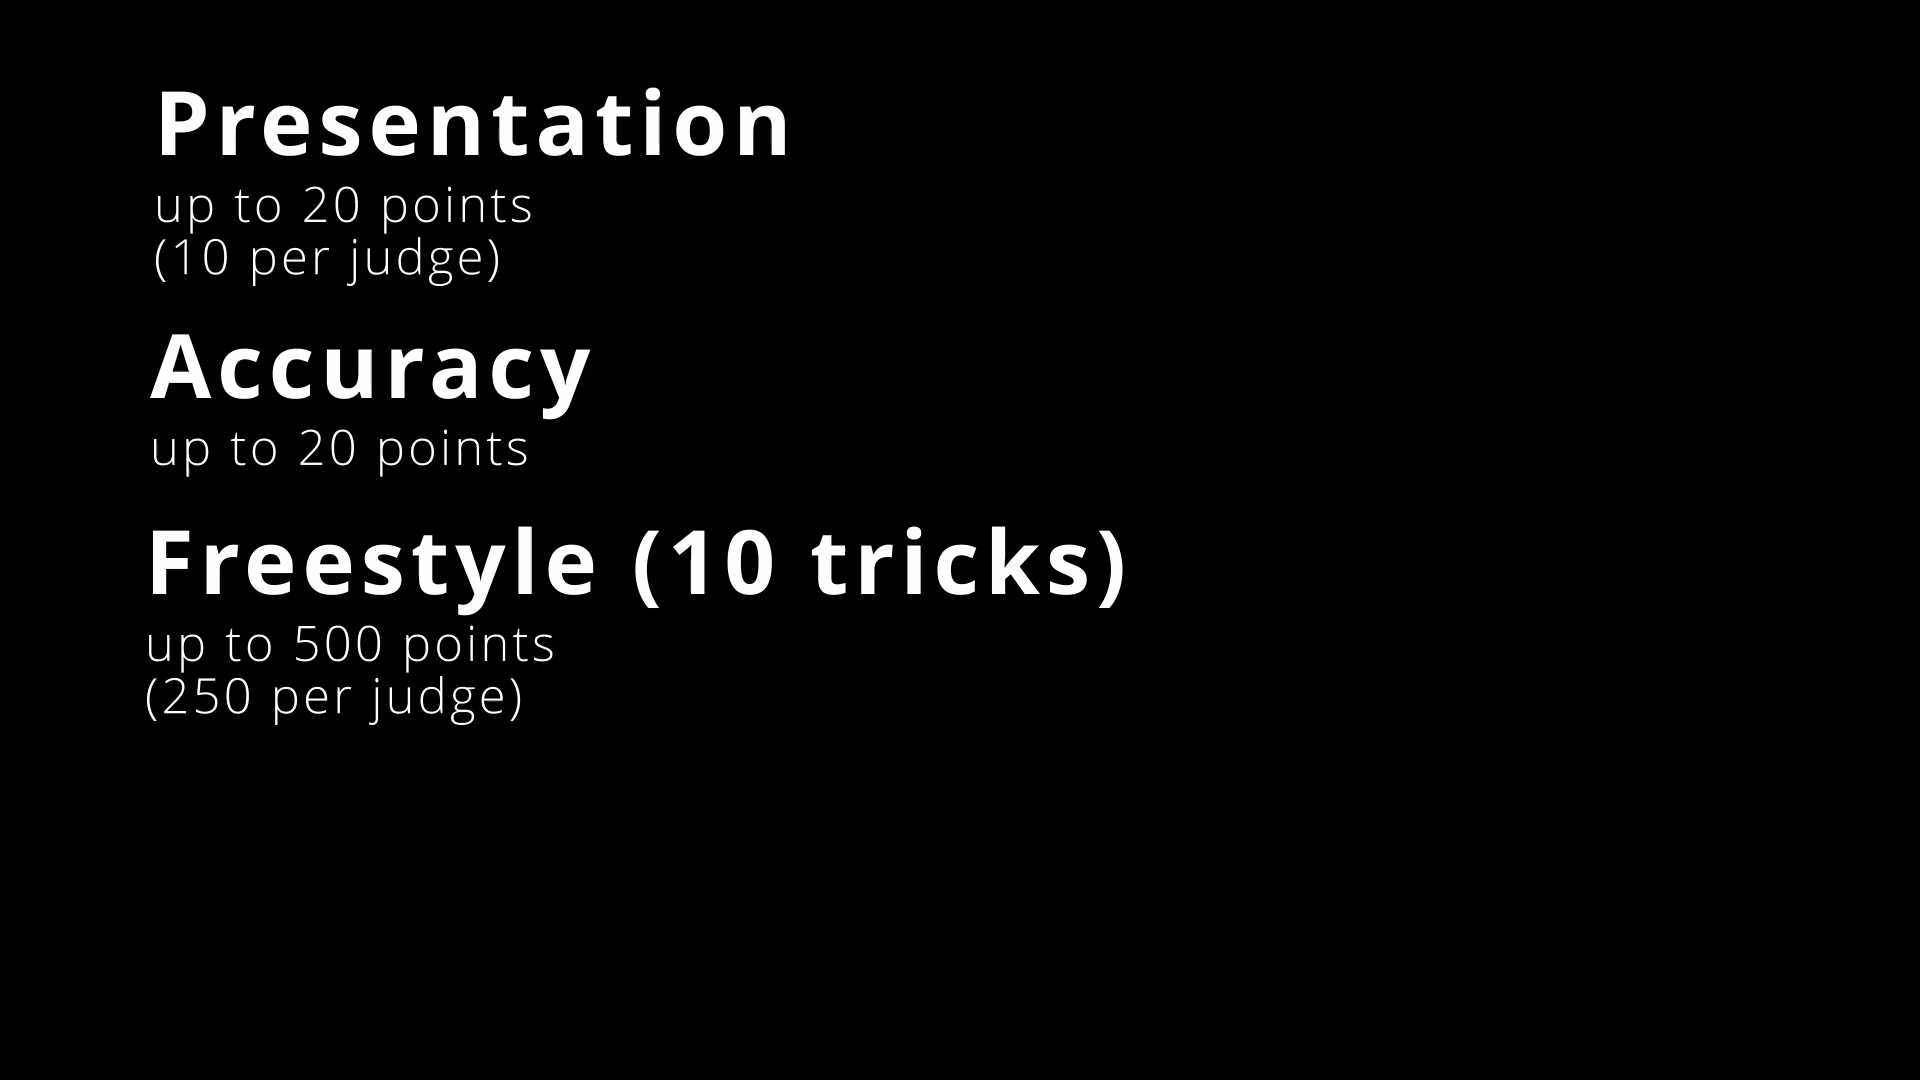 Presentation
up to 20 points
(10 per judge)
Accuracy
up to 20 points
Freestyle (10 tricks)
up to 500 points
(250 per judge)